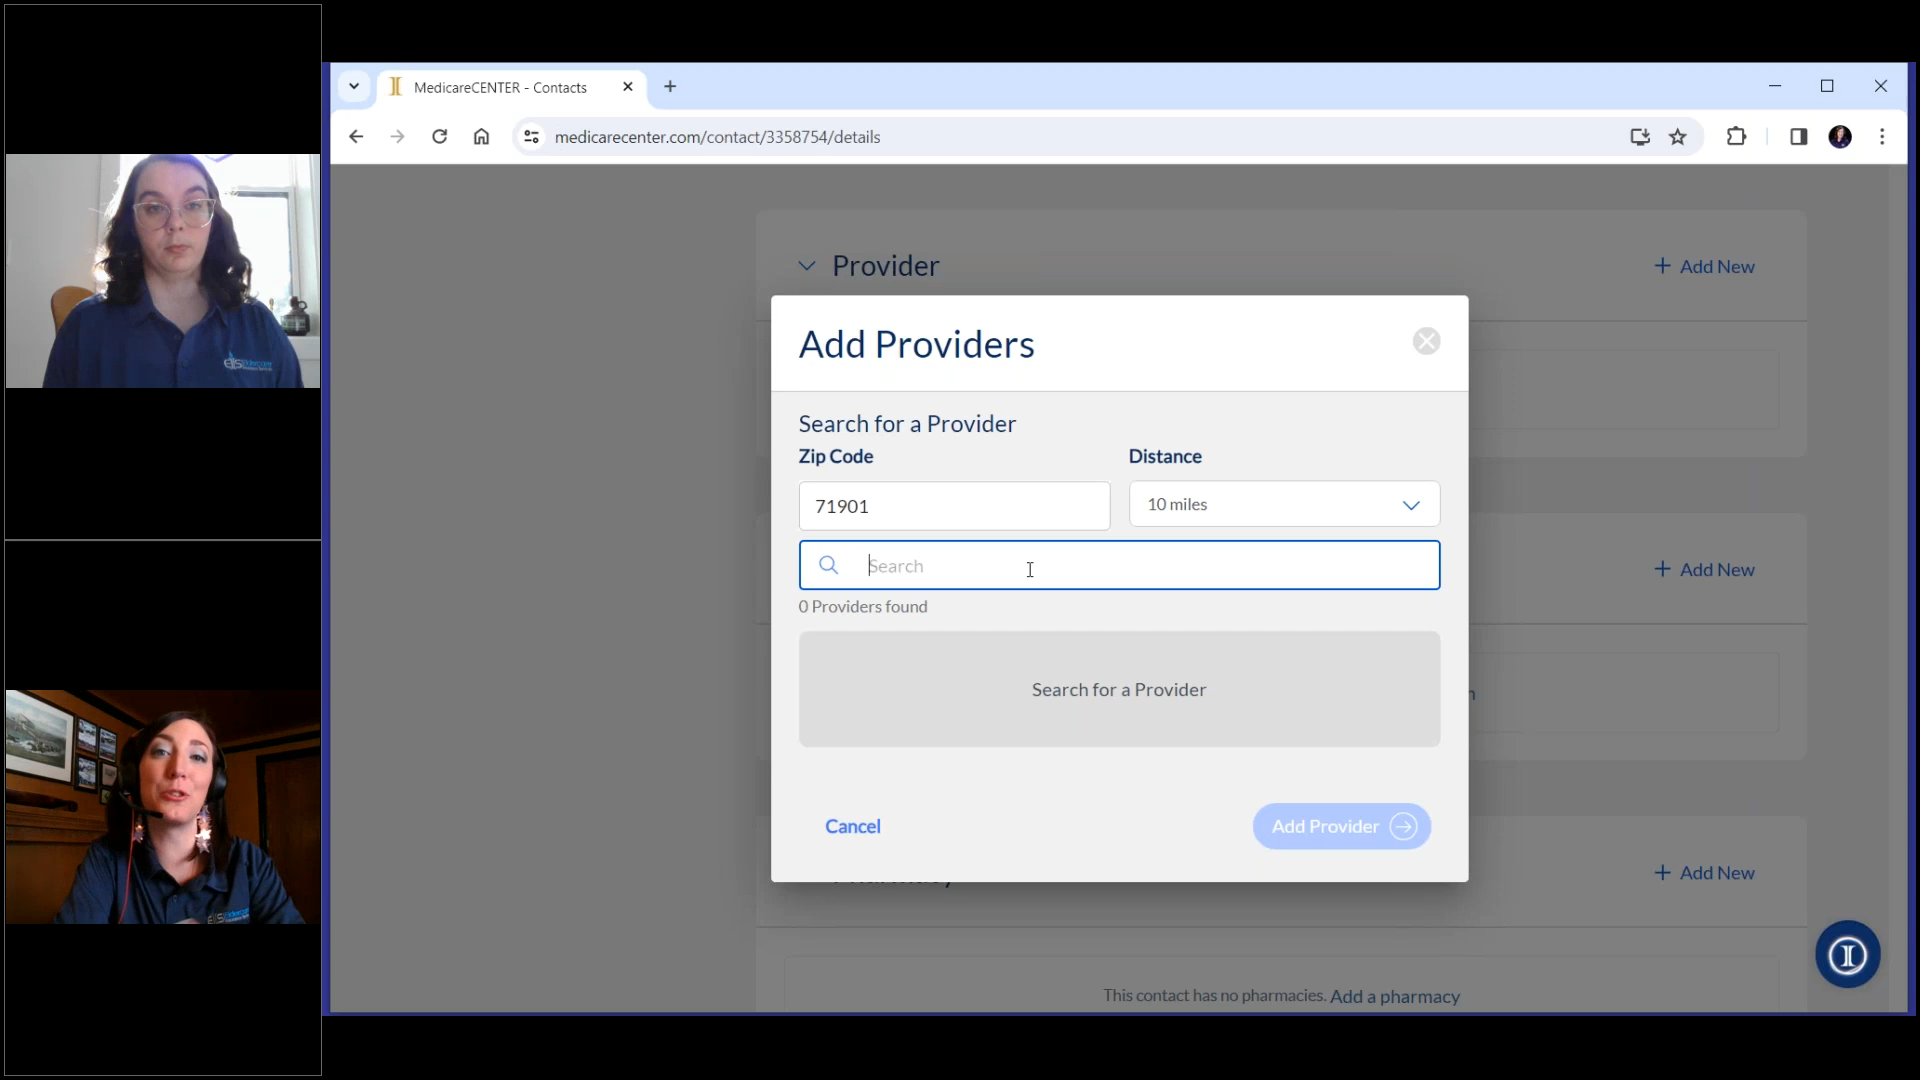 MedicareCENTER - Contacts
medicarecenter.com/contact/3358754/details
Provider
Add New
Add Providers
Search for a Provider
Zip Code
Distance
71901
10 miles
Search
0 Providers found
Add New
Search for a Provider
Cancel
Add Provider
Add New
This contact has no pharmacies. Add a pharmacy